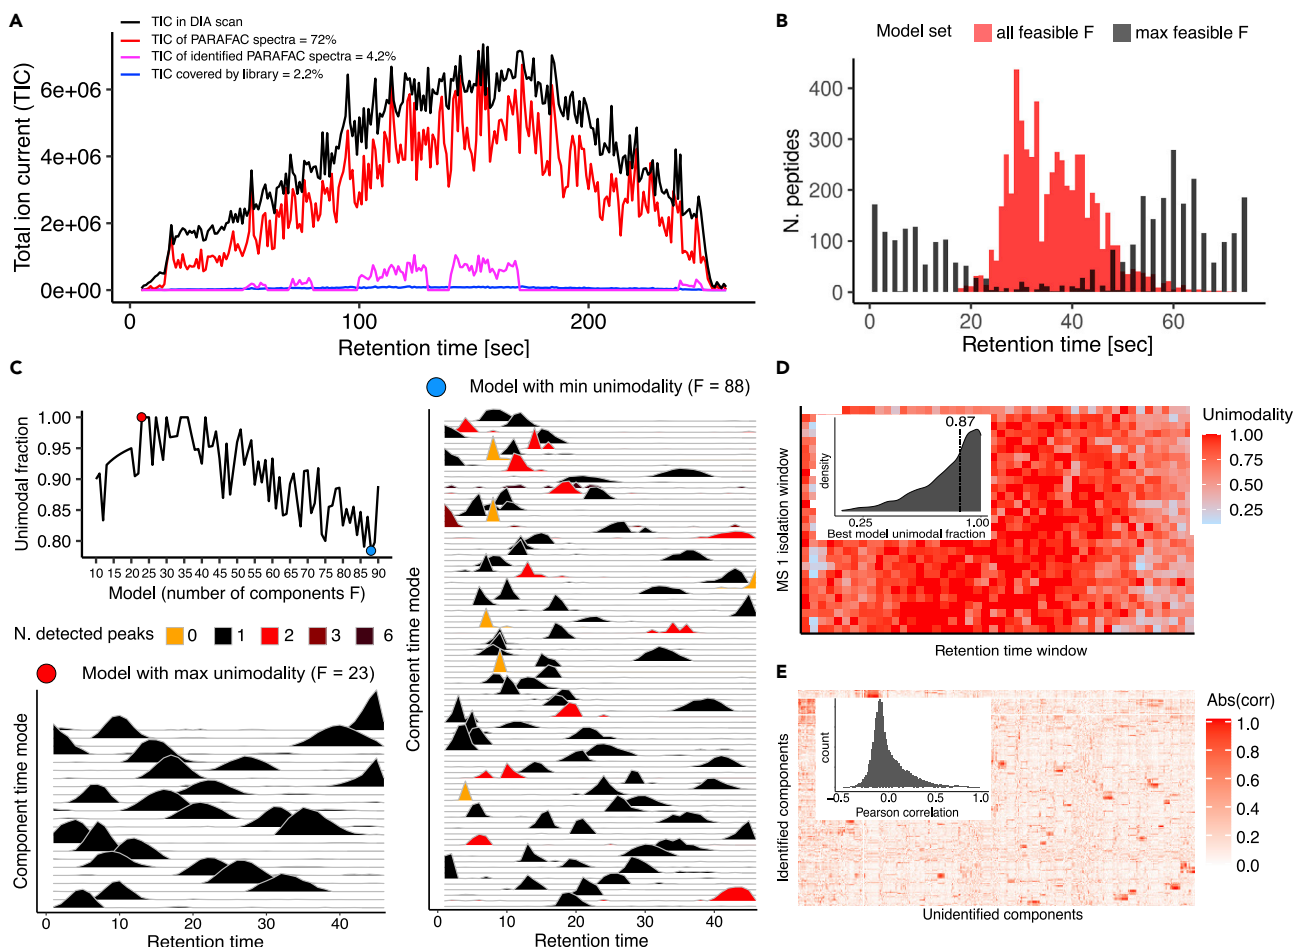 A
TIC in DIA scan
TIC of PARAFAC spectra = 72%
TIC of identified PARAFAC spectra = 4.2%
TIC covered by library = 2.2%
Total ion current (TIC)
6e+06
4e+06
2e+06
0e+00
0
100
200
Retention time [sec]
B
Model set
all feasible F
max feasible F
N. peptides
400
300
200
100
0
0
20
40
60
Retention time [sec]
C
Unimodal fraction
1.00
0.95
0.90
0.85
0.80
10 15 20 25 30 35 40 45 50 55 60 65 70 75 80 85 90
Model (number of components F)
N. detected peaks
0
1
2
3
6
Model with max unimodality (F = 23)
Component time mode
0
10
20
30
40
Retention time
Model with min unimodality (F = 88)
Component time mode
0
10
20
30
40
Retention time
D
MS 1 isolation window
0.87
density
0.25
1.00
Best model unimodal fraction
Retention time window
Unimodality
1.00
0.75
0.50
0.25
E
Identified components
count
−0.5
0.0
0.5
1.0
Pearson correlation
Unidentified components
Abs(corr)
1.0
0.8
0.6
0.4
0.2
0.0